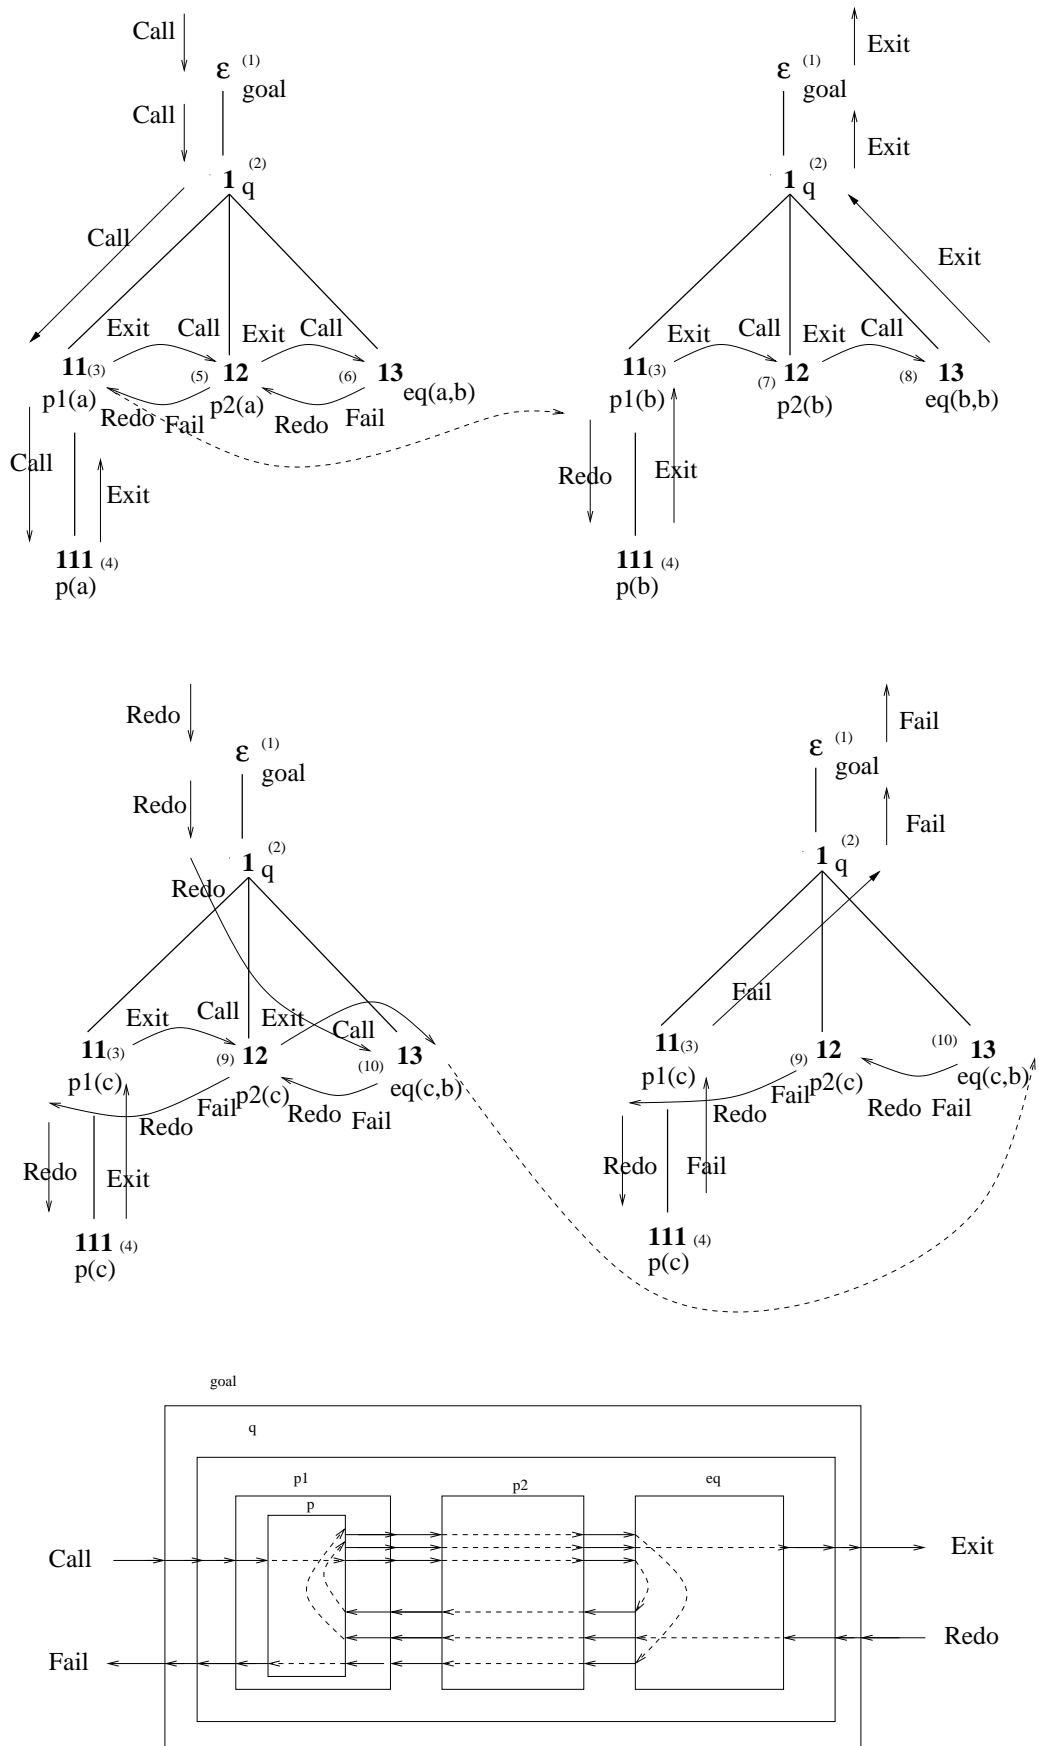 Call
ε (1)
goal
Call
1 (2)
q
Call
Exit Call Exit Call
11 (3) (5) 12 (6) 13
p1(a) p2(a) eq(a,b)
Redo Fail Redo Fail
Call Exit
111 (4)
p(a)
Exit
ε (1)
goal
Exit
1 (2)
q
Exit
Exit Call Exit Call
11 (3) (7) 12 (8) 13
p1(b) p2(b) eq(b,b)
Redo Exit
111 (4)
p(b)
Redo
ε (1)
goal
Redo
1 (2)
q
Redo
Exit Call Exit Call
11 (3) (9) 12 (10) 13
p1(c) p2(c) eq(c,b)
Redo Fail Redo Fail
Redo Exit
111 (4)
p(c)
Fail
ε (1)
goal
Fail
1 (2)
q
Fail
11 (3) (9) 12 (10) 13
p1(c) p2(c) eq(c,b)
Redo Fail Redo Fail
Redo Fail
111 (4)
p(c)
goal
q
p1 p2 eq
p
Call Exit
Fail Redo